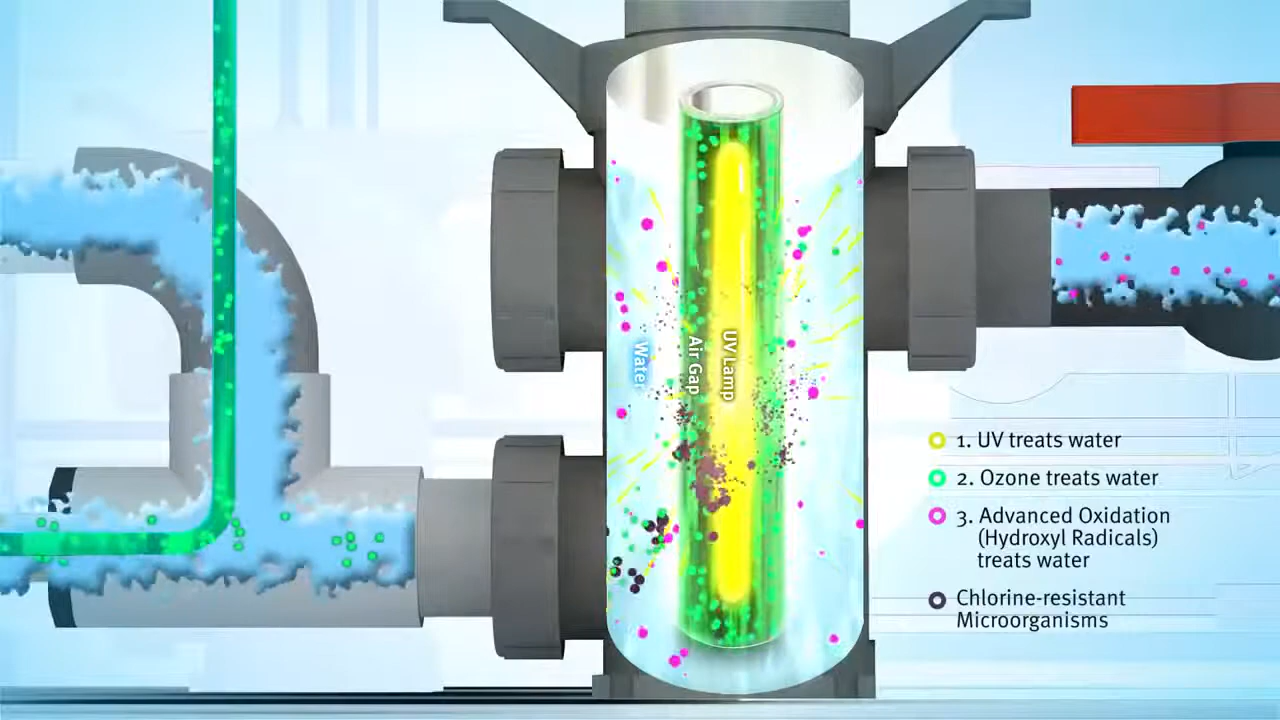 Water
Air Gap
UV Lamp
1. UV treats water
2. Ozone treats water
3. Advanced Oxidation
(Hydroxyl Radicals)
treats water
Chlorine-resistant
Microorganisms